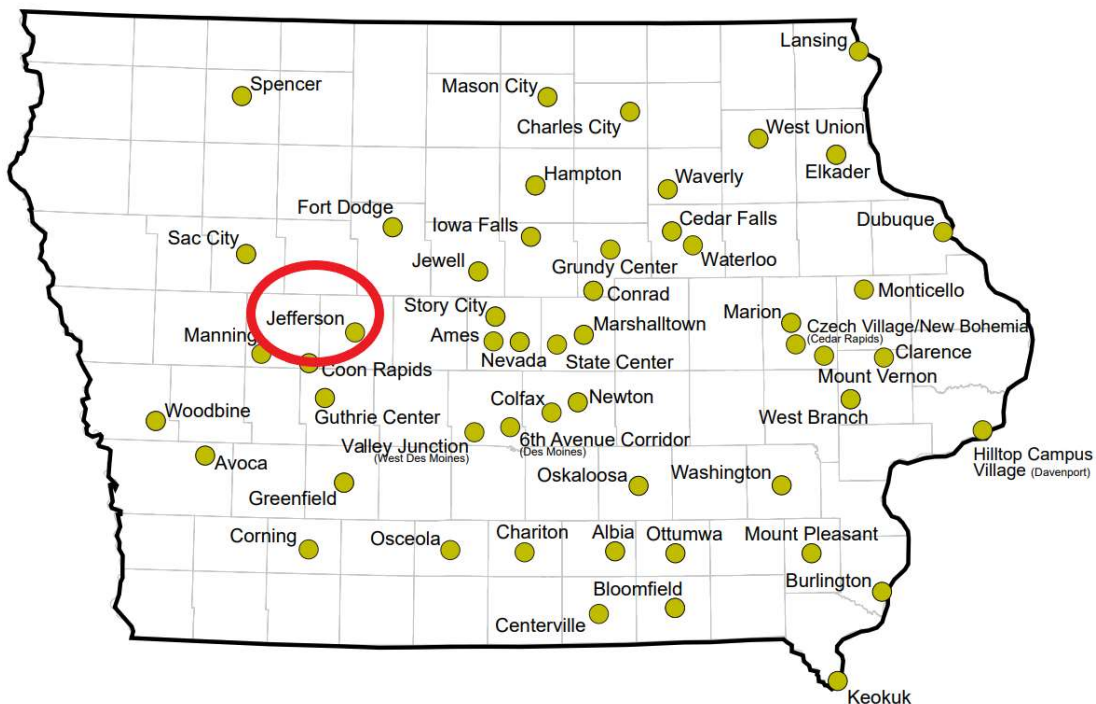 Lansing
Spencer
Mason City
Charles City
West Union
Elkader
Hampton
Waverly
Fort Dodge
Iowa Falls
Cedar Falls
Dubuque
Sac City
Jewell
Grundy Center
Waterloo
Conrad
Monticello
Story City
Jefferson
Marion
Marshalltown
Czech Village/New Bohemia
(Cedar Rapids)
Manning
Ames
Nevada
State Center
Clarence
Coon Rapids
Mount Vernon
Colfax
Newton
Woodbine
Guthrie Center
West Branch
Valley Junction
(West Des Moines)
6th Avenue Corridor
(Des Moines)
Hilltop Campus
Village (Davenport)
Avoca
Oskaloosa
Washington
Greenfield
Corning
Osceola
Chariton
Albia
Ottumwa
Mount Pleasant
Burlington
Bloomfield
Centerville
Keokuk